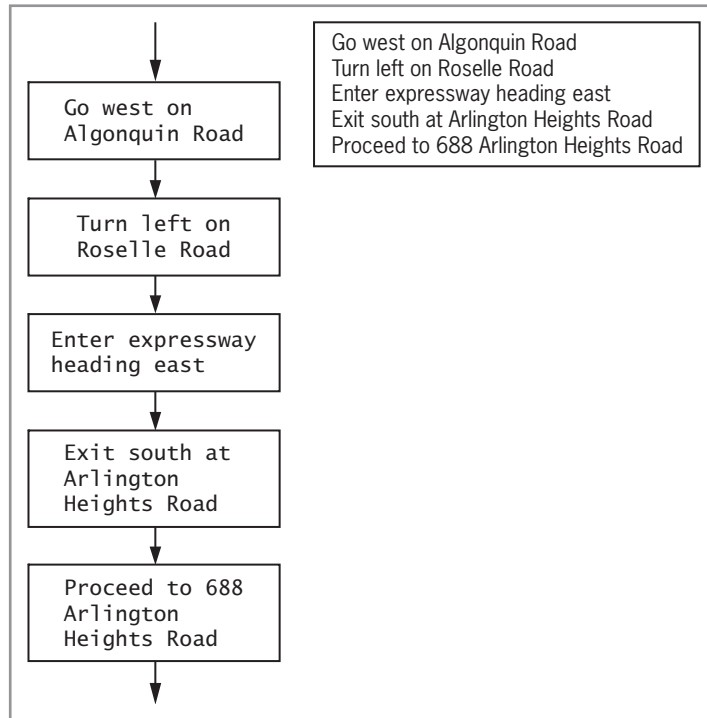 Go west on
Algonquin Road
Turn left on
Roselle Road
Enter expressway
heading east
Exit south at
Arlington
Heights Road
Proceed to 688
Arlington
Heights Road
Go west on Algonquin Road
Turn left on Roselle Road
Enter expressway heading east
Exit south at Arlington Heights Road
Proceed to 688 Arlington Heights Road